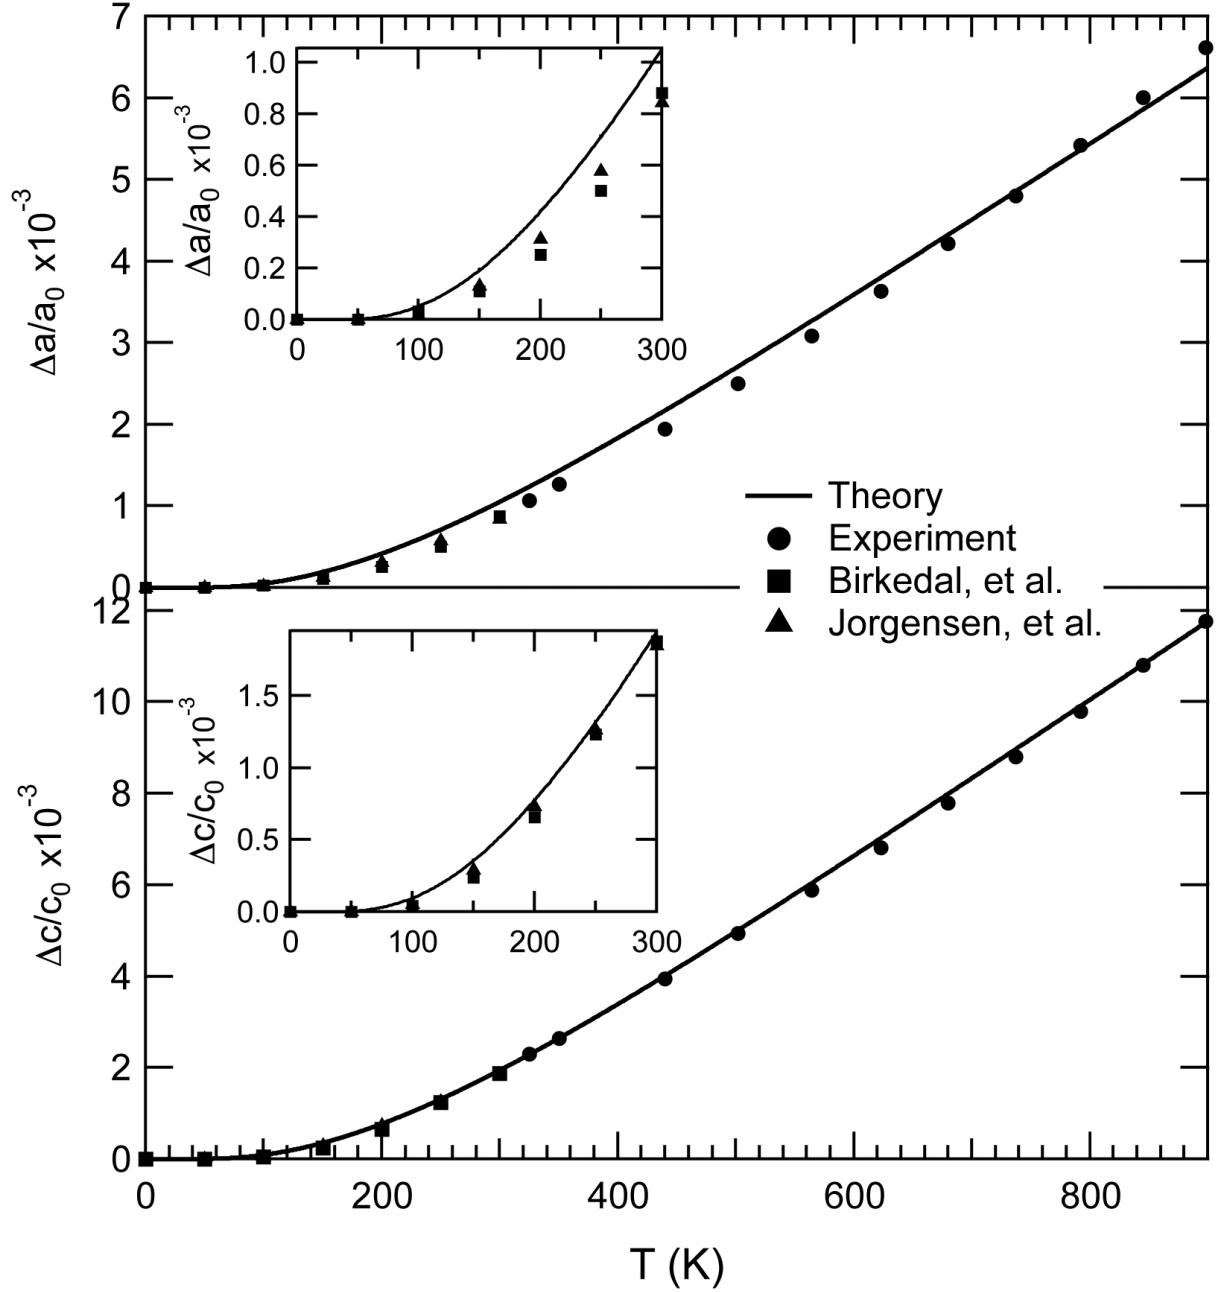 7
6
5
4
3
2
1
0
Δa/a₀ x10⁻³
1.0
0.8
0.6
0.4
0.2
0.0
Δa/a₀ x10⁻³
0 100 200 300
Theory
Experiment
Birkedal, et al.
Jorgensen, et al.
12
10
8
6
4
2
0
Δc/c₀ x10⁻³
1.5
1.0
0.5
0.0
Δc/c₀ x10⁻³
0 100 200 300
0 200 400 600 800
T (K)